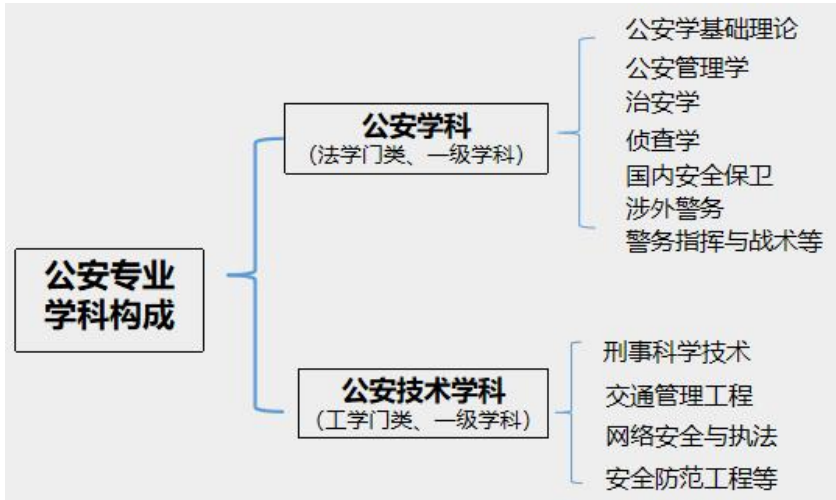 公安专业
学科构成
公安学科
(法学门类、一级学科)
公安学基础理论
公安管理学
治安学
侦查学
国内安全保卫
涉外警务
警务指挥与战术等
公安技术学科
(工学门类、一级学科)
刑事科学技术
交通管理工程
网络安全与执法
安全防范工程等